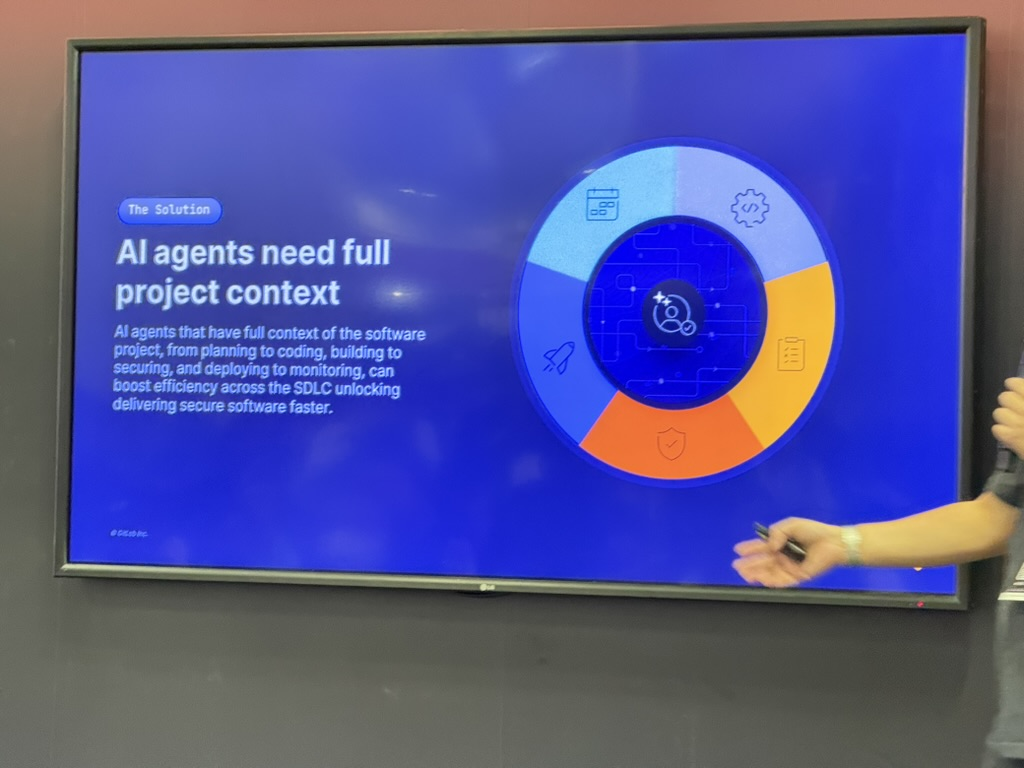 The Solution
AI agents need full
project context
AI agents that have full context of the software
project, from planning to coding, building to
securing, and deploying to monitoring, can
boost efficiency across the SDLC unlocking
delivering secure software faster.
LG